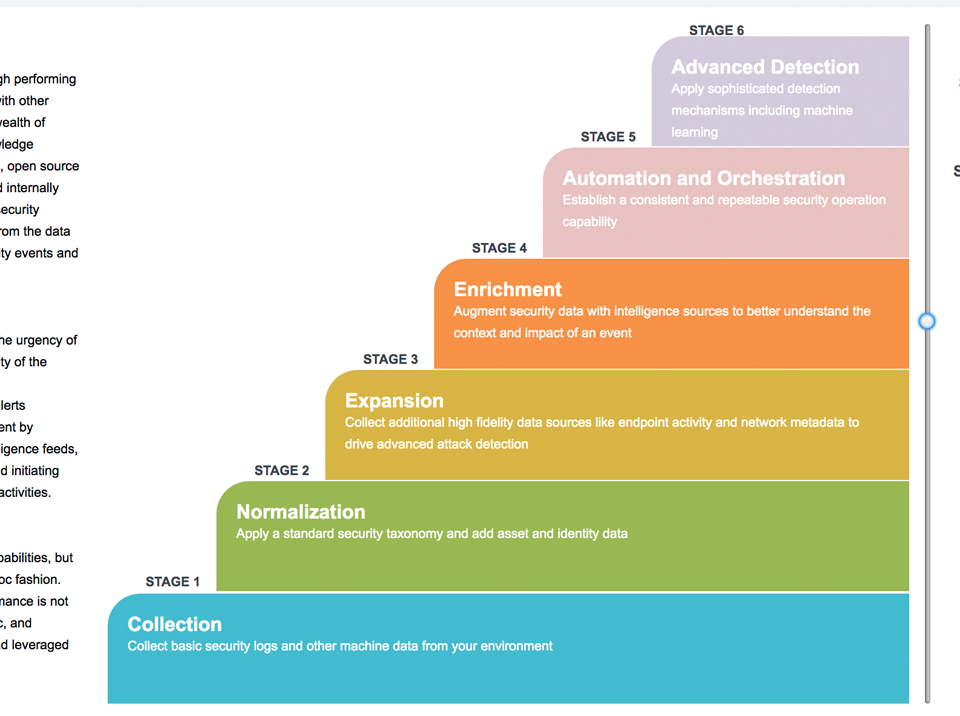 gh performing
ith other
ealth of
ledge
, open source
d internally
security
rom the data
ity events and
he urgency of
ty of the
lerts
ent by
ligence feeds,
d initiating
activities.
pabilities, but
oc fashion.
mance is not
c, and
d leveraged
STAGE 6
Advanced Detection
Apply sophisticated detection
mechanisms including machine
learning
STAGE 5
Automation and Orchestration
Establish a consistent and repeatable security operation
capability
STAGE 4
Enrichment
Augment security data with intelligence sources to better understand the
context and impact of an event
STAGE 3
Expansion
Collect additional high fidelity data sources like endpoint activity and network metadata to
drive advanced attack detection
STAGE 2
Normalization
Apply a standard security taxonomy and add asset and identity data
STAGE 1
Collection
Collect basic security logs and other machine data from your environment
S